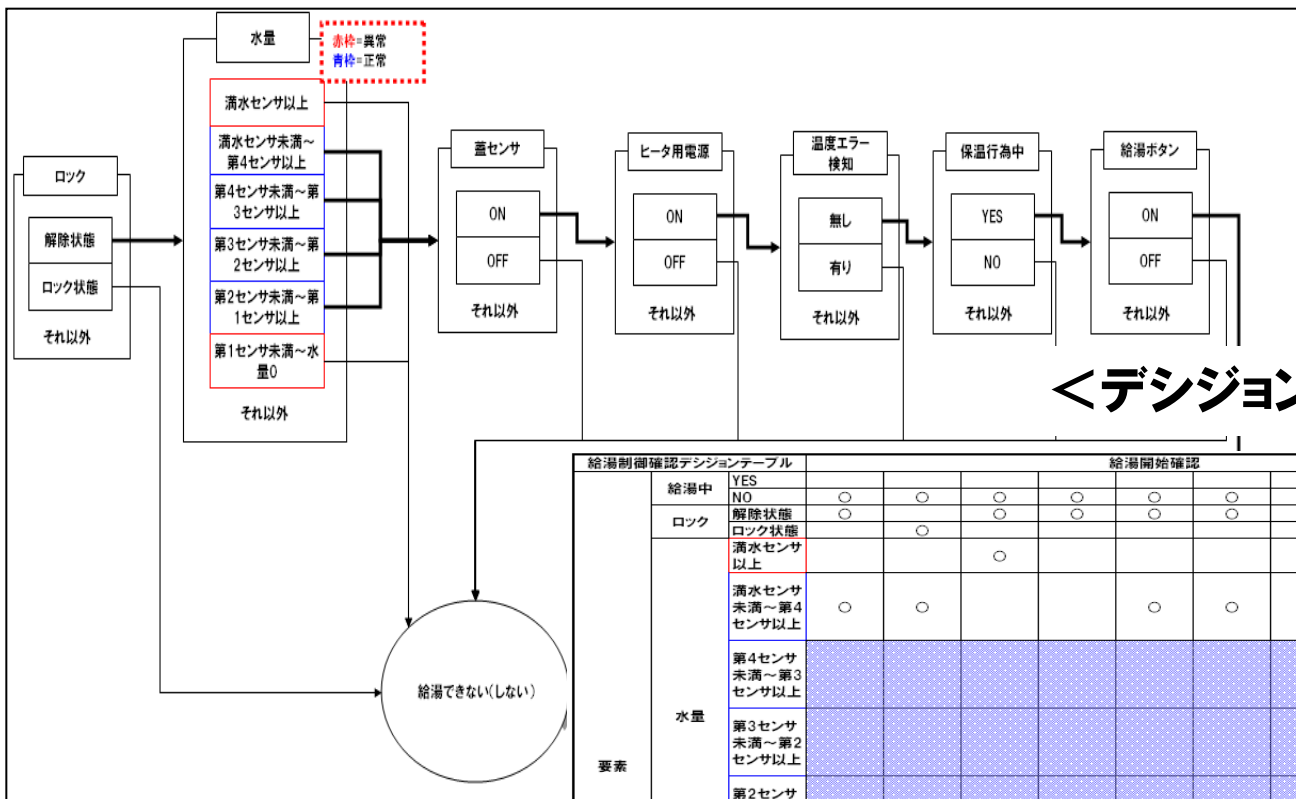 水量
赤枠=異常
青枠=正常
満水センサ以上
満水センサ未満～
第4センサ以上
第4センサ未満～第
3センサ以上
第3センサ未満～第
2センサ以上
第2センサ未満～第
1センサ以上
第1センサ未満～水
量0
それ以外
ロック
解除状態
ロック状態
それ以外
蓋センサ
ON
OFF
それ以外
ヒータ用電源
ON
OFF
それ以外
温度エラー
検知
無し
有り
それ以外
保温行為中
YES
NO
それ以外
給湯ボタン
ON
OFF
それ以外
＜デシジョン
給湯できない(しない)
給湯制御確認デシジョンテーブル
給湯開始確認
要素
給湯中
YES
NO ○ ○ ○ ○ ○ ○
ロック
解除状態 ○ ○ ○ ○ ○
ロック状態 ○
水量
満水センサ
以上 ○
満水センサ
未満～第4
センサ以上 ○ ○ ○ ○
第4センサ
未満～第3
センサ以上
第3センサ
未満～第2
センサ以上
第2センサ